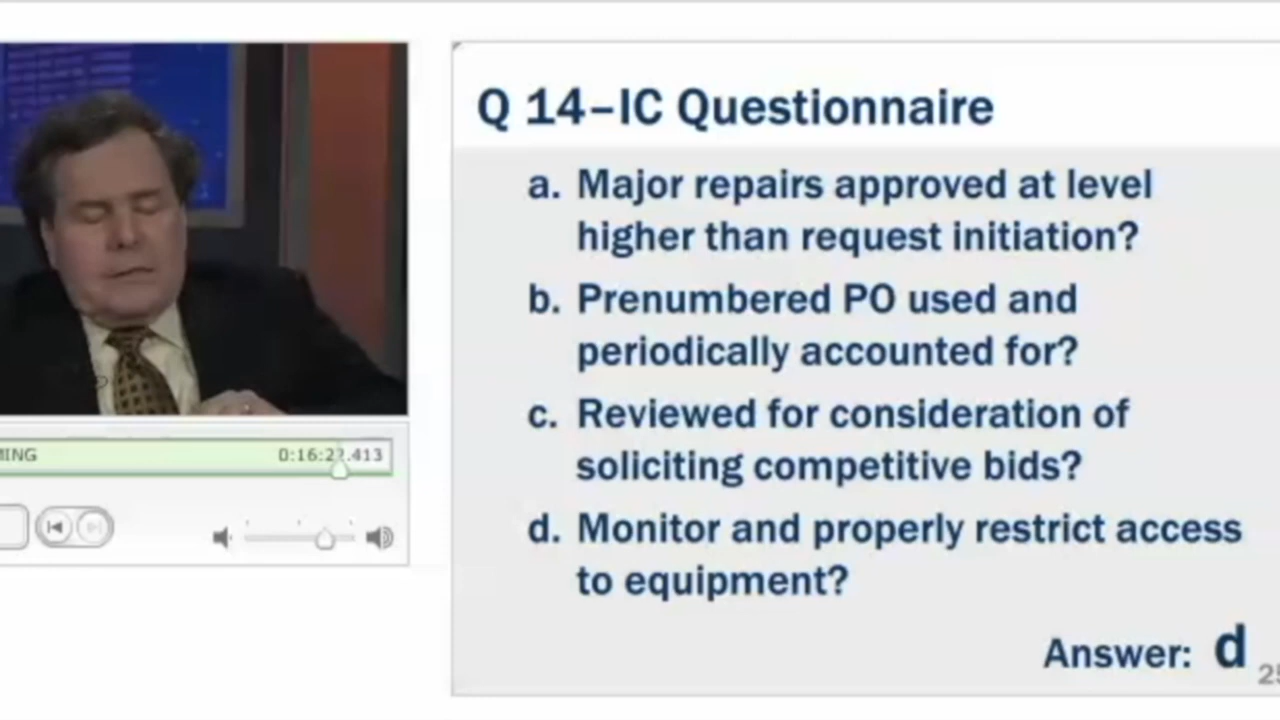 Q 14–IC Questionnaire
a. Major repairs approved at level
higher than request initiation?
b. Prenumbered PO used and
periodically accounted for?
c. Reviewed for consideration of
soliciting competitive bids?
d. Monitor and properly restrict access
to equipment?
Answer: d